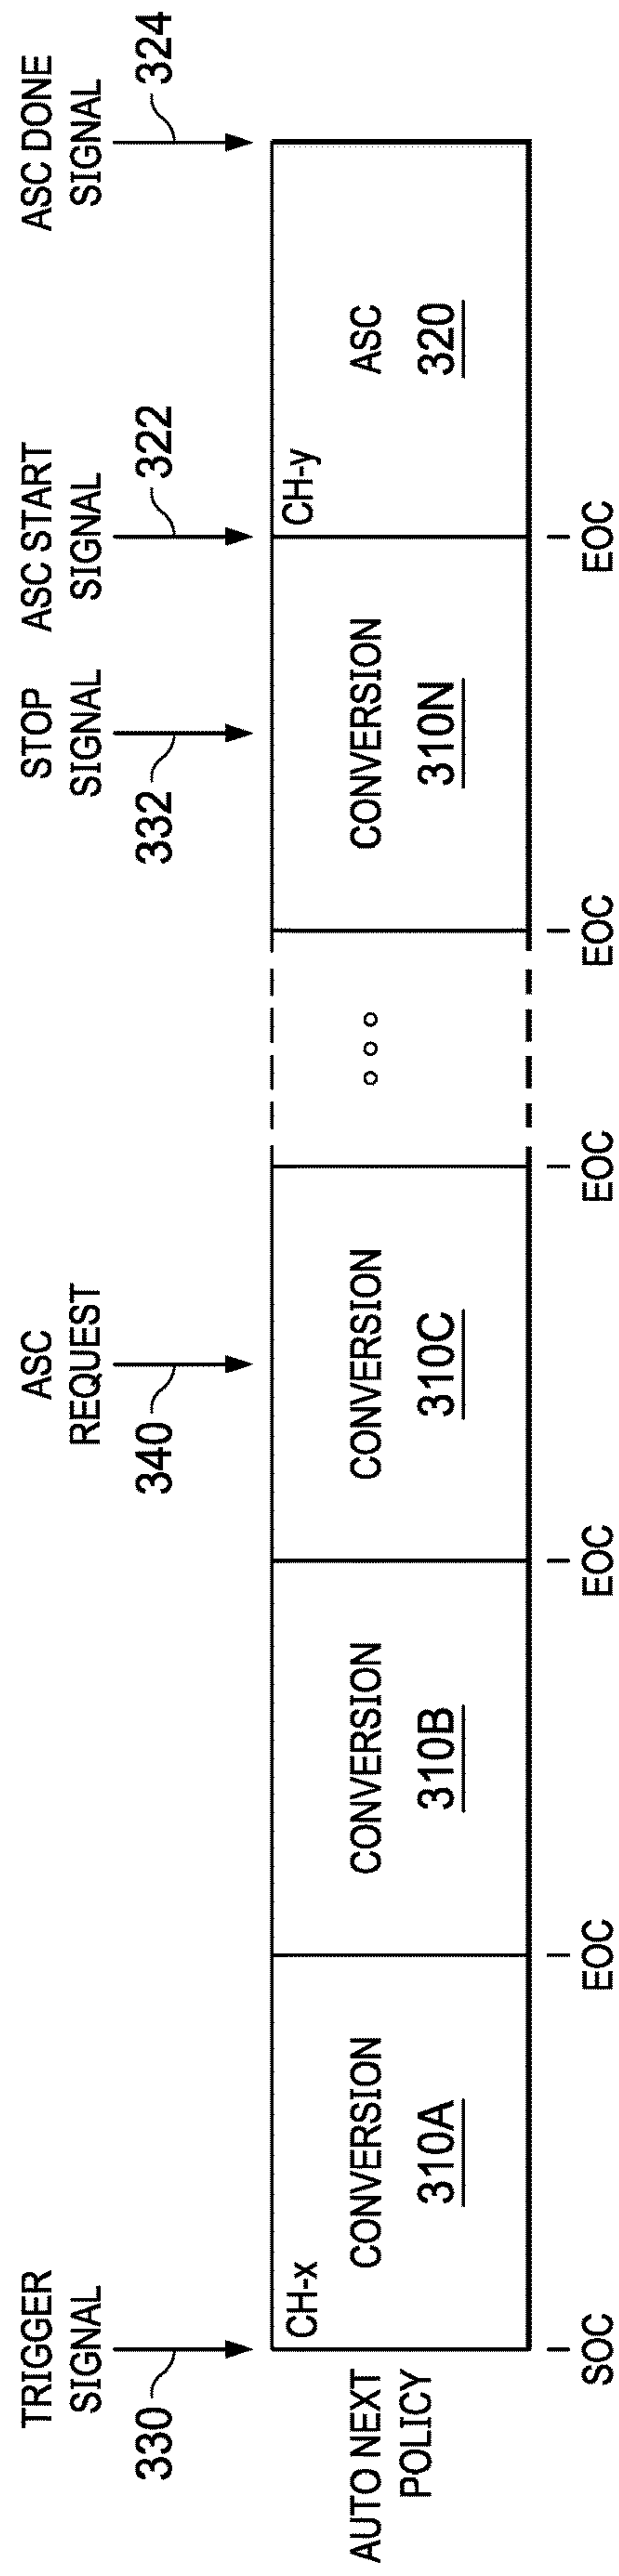 TRIGGER
SIGNAL
330
ASC
REQUEST
340
STOP
SIGNAL
332
ASC START
SIGNAL
322
ASC DONE
SIGNAL
324
AUTO NEXT
POLICY
CH-x
CONVERSION
310A
CONVERSION
310B
CONVERSION
310C
CONVERSION
310N
CH-y
ASC
320
SOC
EOC
EOC
EOC
EOC
EOC